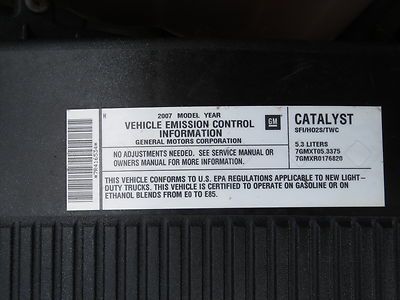 H
2007 MODEL YEAR
VEHICLE EMISSION CONTROL
INFORMATION
GENERAL MOTORS CORPORATION
GM
CATALYST
SFI/HO2S/TWC
NO ADJUSTMENTS NEEDED. SEE SERVICE MANUAL OR
OWNERS MANUAL FOR MORE INFORMATION.
5.3 LITERS
7GMXT05.3375
7GMXR0176820
THIS VEHICLE CONFORMS TO U.S. EPA REGULATIONS APPLICABLE TO NEW LIGHT-
DUTY TRUCKS. THIS VEHICLE IS CERTIFIED TO OPERATE ON GASOLINE OR ON
ETHANOL BLENDS FROM E0 TO E85.